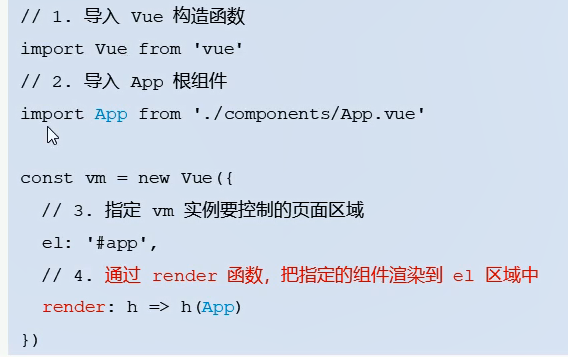 // 1. 导入 Vue 构造函数
import Vue from 'vue'
// 2. 导入 App 根组件
import App from './components/App.vue'
const vm = new Vue({
// 3. 指定 vm 实例要控制的页面区域
el: '#app',
// 4. 通过 render 函数，把指定的组件渲染到 el 区域中
render: h => h(App)
})